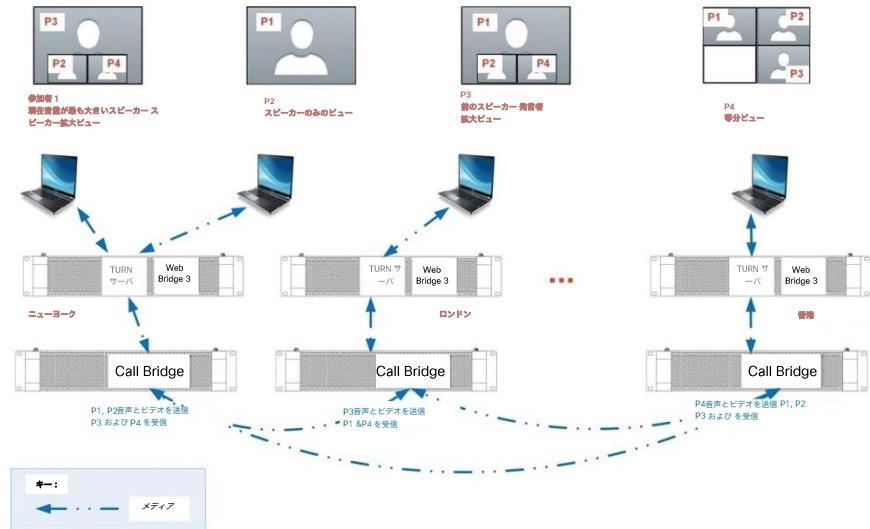 P3
P2
P4
P1
P1
P2
P4
P1
P2
P3
参加者 1
現在音量が最も大きいスピーカー ス
ピーカー拡大ビュー
P2
スピーカーのみのビュー
P3
前のスピーカー 発言者
拡大ビュー
P4
等分ビュー
TURN
サーバ
Web
Bridge 3
TURN サ
ーバ
Web
Bridge 3
TURN サ
ーバ
Web
Bridge 3
ニューヨーク
ロンドン
香港
Call Bridge
Call Bridge
Call Bridge
P1, P2音声とビデオを送信
P3 および P4 を受信
P3音声とビデオを送信
P1 &P4 を受信
P4音声とビデオを送信 P1, P2
P3 および を受信
キー：
メディア